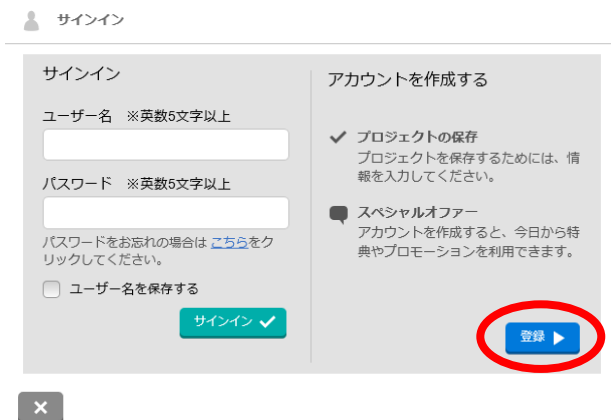 サインイン
サインイン
ユーザー名 ※英数5文字以上
パスワード ※英数5文字以上
パスワードをお忘れの場合は こちらをク
リックしてください。
ユーザー名を保存する
サインイン
アカウントを作成する
プロジェクトの保存
プロジェクトを保存するためには、情
報を入力してください。
スペシャルオファー
アカウントを作成すると、今日から特
典やプロモーションを利用できます。
登録